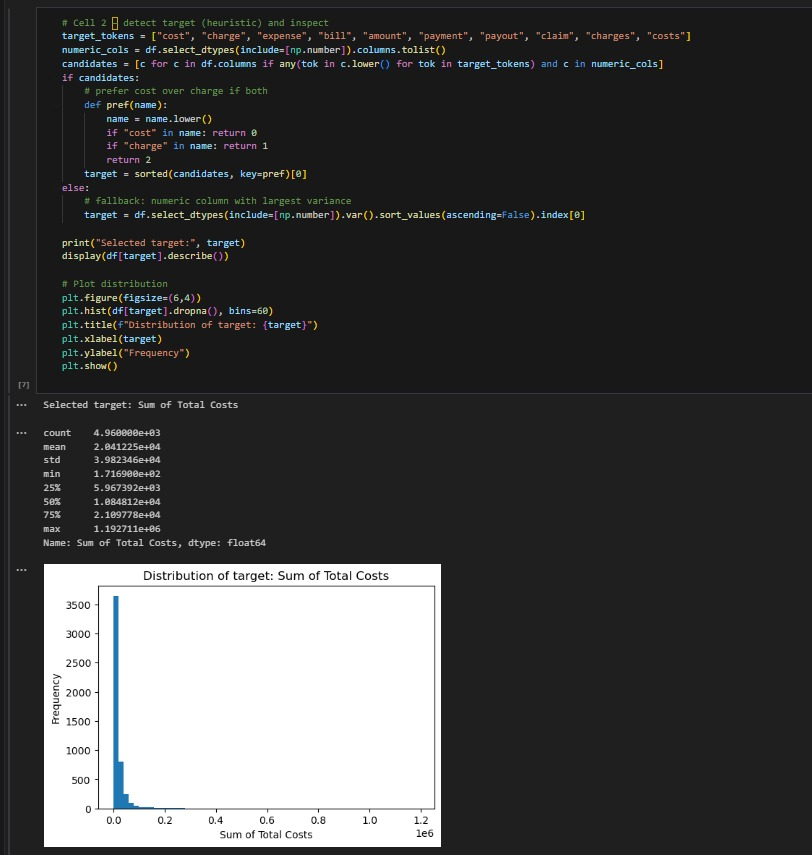 # Cell 2 detect target (heuristic) and inspect
target_tokens = ["cost", "charge", "expense", "bill", "amount", "payment", "payout", "claim", "charges", "costs"]
numeric_cols = df.select_dtypes(include=[np.number]).columns.tolist()
candidates = [c for c in df.columns if any(tok in c.lower() for tok in target_tokens) and c in numeric_cols]
if candidates:
    # prefer cost over charge if both
    def pref(name):
        name = name.lower()
        if "cost" in name: return 0
        if "charge" in name: return 1
        return 2
    target = sorted(candidates, key=pref)[0]
else:
    # fallback: numeric column with largest variance
    target = df.select_dtypes(include=[np.number]).var().sort_values(ascending=False).index[0]
print("Selected target:", target)
display(df[target].describe())
# Plot distribution
plt.figure(figsize=(6,4))
plt.hist(df[target].dropna(), bins=60)
plt.title(f"Distribution of target: {target}")
plt.xlabel(target)
plt.ylabel("Frequency")
plt.show()
[7]
... Selected target: Sum of Total Costs
... count 4.960000e+03
mean 2.041225e+04
std 3.982346e+04
min 1.716900e+02
25% 5.967392e+03
50% 1.084812e+04
75% 2.109778e+04
max 1.192711e+06
Name: Sum of Total Costs, dtype: float64
...
Distribution of target: Sum of Total Costs
3500
3000
2500
2000
1500
1000
500
0
Frequency
0.0 0.2 0.4 0.6 0.8 1.0 1.2
1e6
Sum of Total Costs